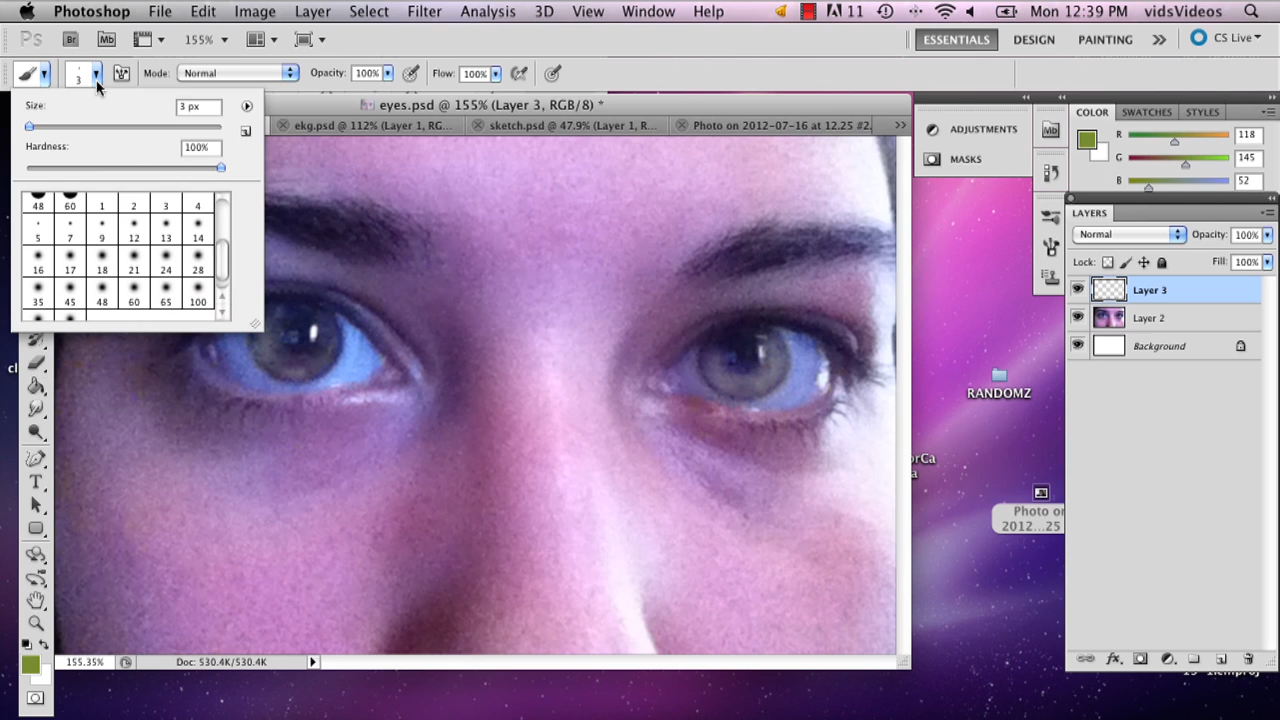 Photoshop File Edit Image Layer Select Filter Analysis 3D View Window Help 11 Mon 12:39 PM vidsVideos
Ps Br Mb 155% ESSENTIALS DESIGN PAINTING CS Live
3 Mode: Normal Opacity: 100% Flow: 100%
Size: 3 px
Hardness: 100%
48 60 1 2 3 4
5 7 9 12 13 14
16 17 18 21 24 28
35 45 48 60 65 100
eyes.psd @ 155% (Layer 3, RGB/8) *
ekg.psd @ 112% (Layer 1, RG... sketch.psd @ 47.9% (Layer 1, R... Photo on 2012-07-16 at 12.25 #2,
ADJUSTMENTS
MASKS
Mb
COLOR SWATCHES STYLES
R 118
G 145
B 52
LAYERS
Normal Opacity: 100%
Lock: Fill: 100%
Layer 3
Layer 2
Background
RANDOMZ
orCa
a
Photo on
2012...25
cl
T
155.35% Doc: 530.4K/530.4K
fx